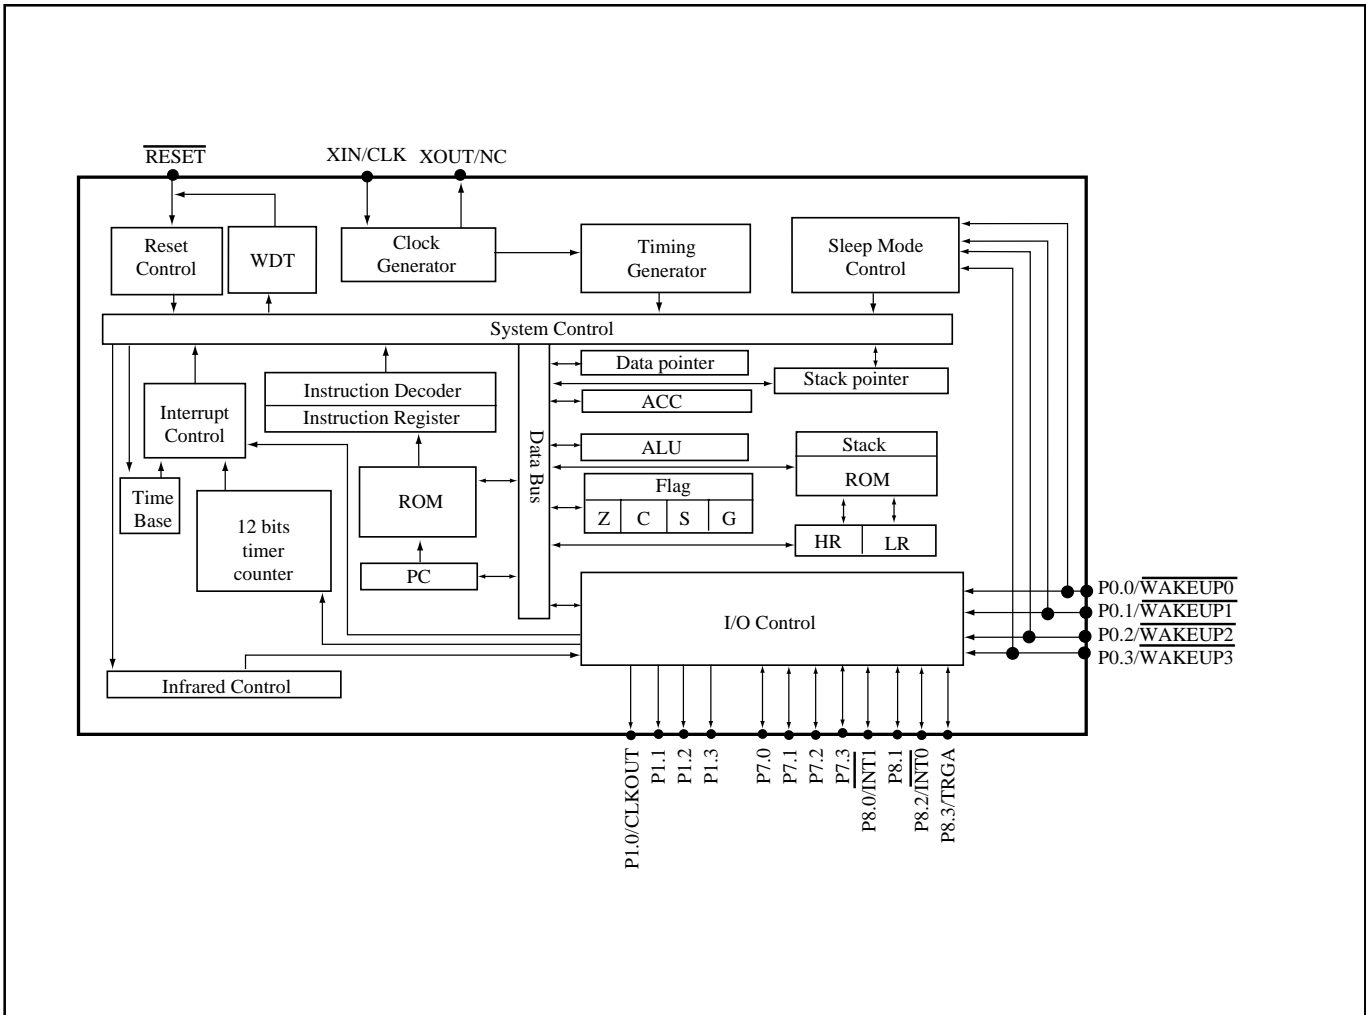 RESET
XIN/CLK
XOUT/NC
Reset
Control
WDT
Clock
Generator
Timing
Generator
Sleep Mode
Control
System Control
Data pointer
Stack pointer
Instruction Decoder
Instruction Register
ACC
Interrupt
Control
Data Bus
ALU
Stack
ROM
ROM
Flag
Z
C
S
G
Time
Base
12 bits
timer
counter
HR
LR
PC
I/O Control
P0.0/WAKEUP0
P0.1/WAKEUP1
P0.2/WAKEUP2
P0.3/WAKEUP3
Infrared Control
P1.0/CLKOUT
P1.1
P1.2
P1.3
P7.0
P7.1
P7.2
P7.3
P8.0/INT1
P8.1
P8.2/INT0
P8.3/TRGA